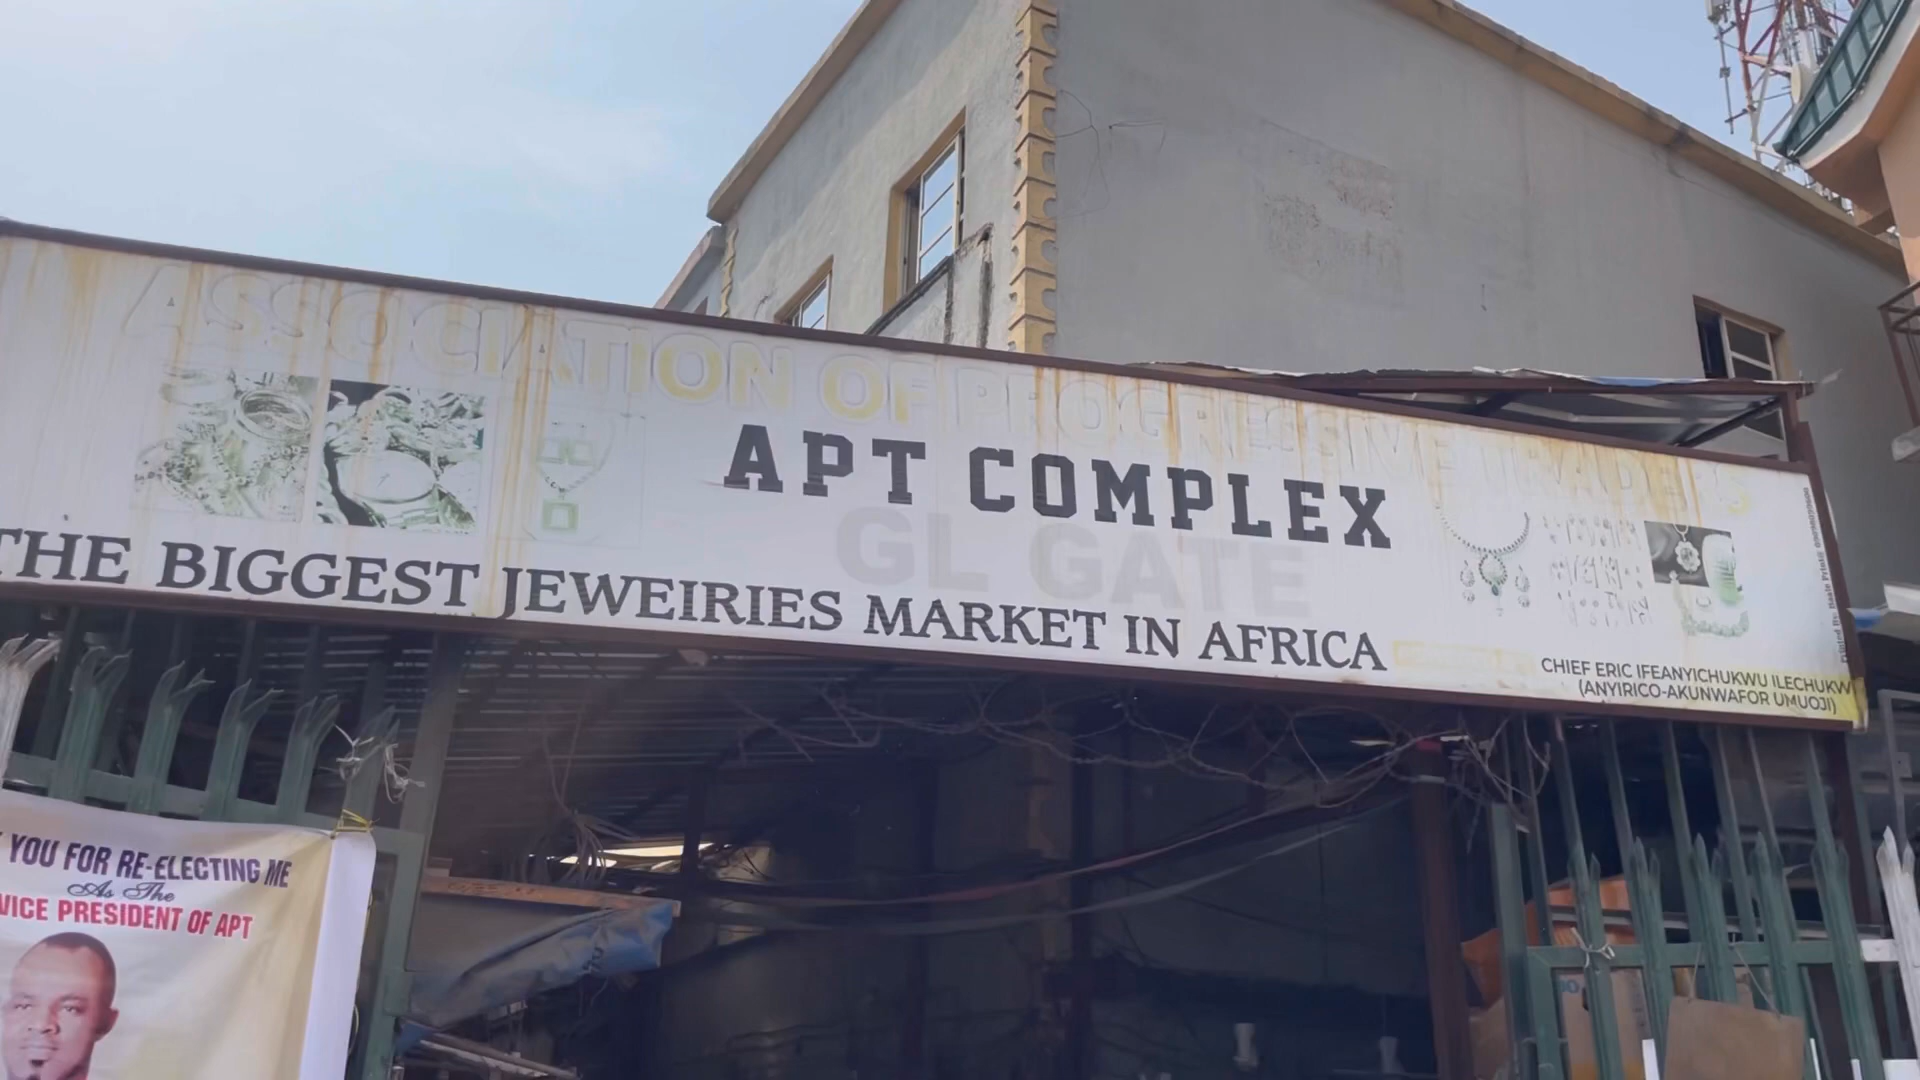 ASSOCIATION OF PROGRESSIVE TRADERS
APT COMPLEX
GL GATE
THE BIGGEST JEWEIRIES MARKET IN AFRICA
CHIEF ERIC IFEANYICHUKWU ILECHUKW
(ANYIRICO-AKUNWAFOR UMUOJI)
YOU FOR RE-ELECTING ME
As The
VICE PRESIDENT OF APT